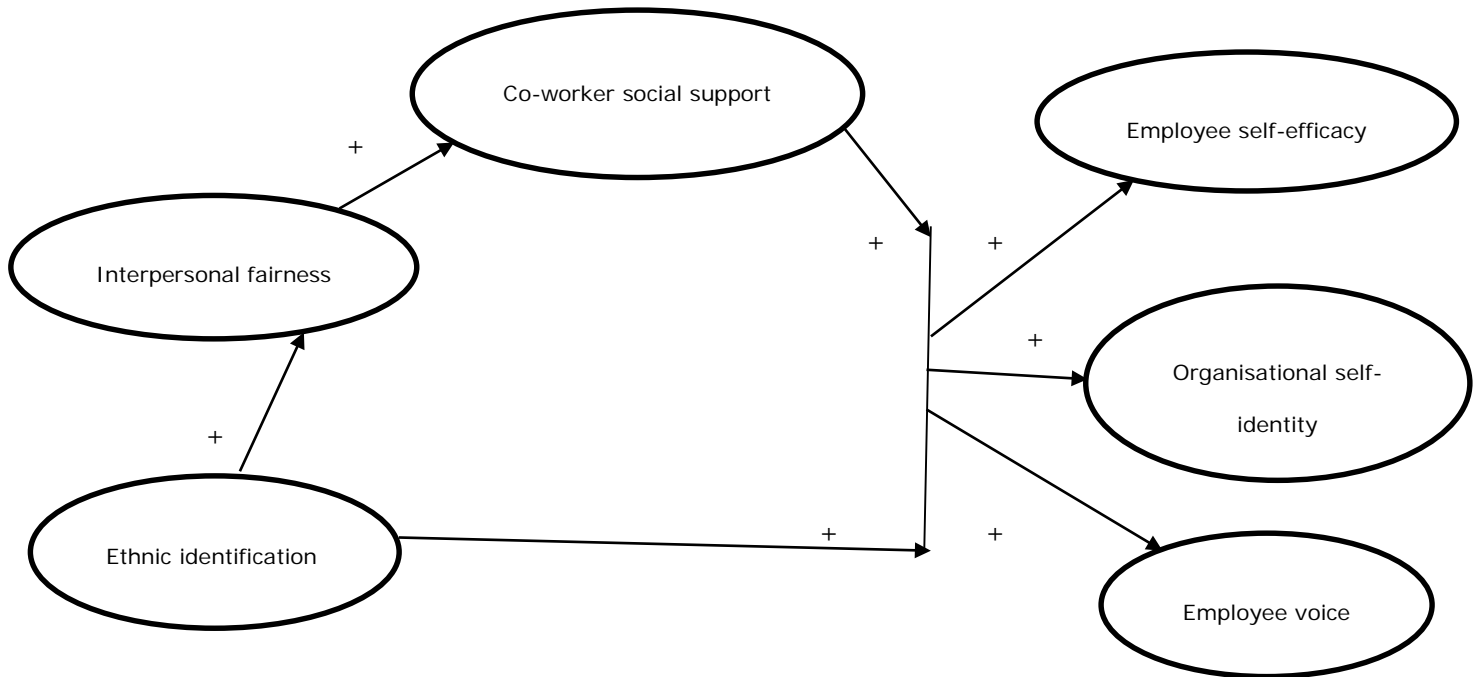 Co-worker social support
Employee self-efficacy
+
+
+
Interpersonal fairness
+
Organisational self-
identity
+
+
+
Ethnic identification
Employee voice